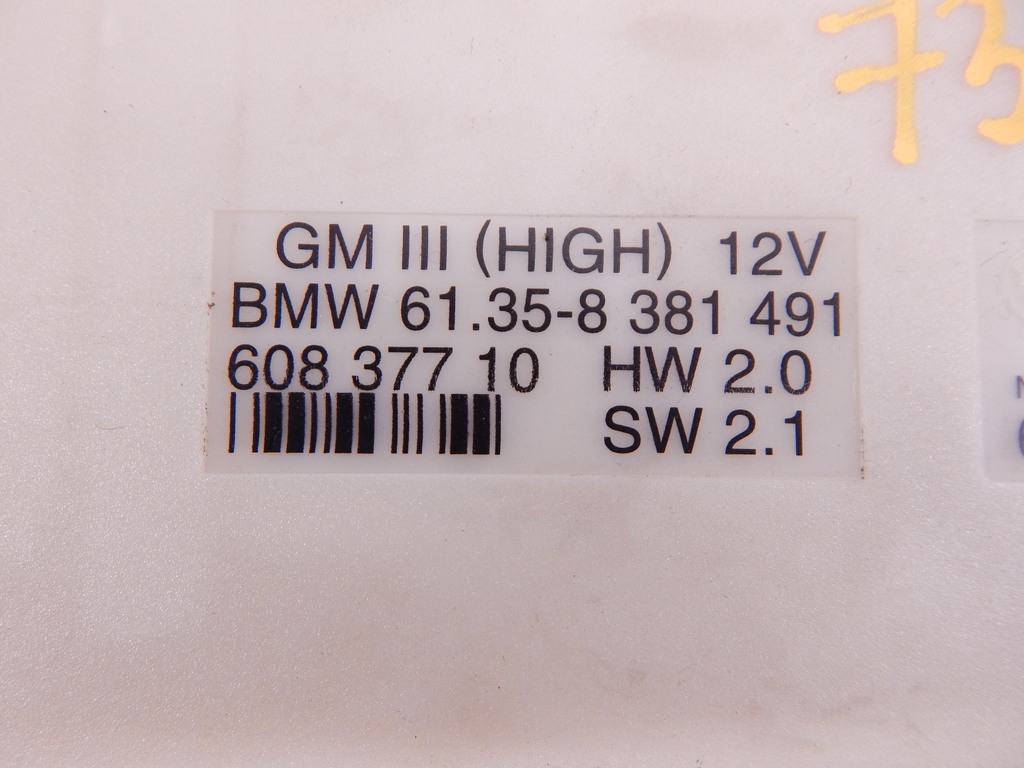 73
GM III (HIGH) 12V
BMW 61.35-8 381 491
608 377 10 HW 2.0
SW 2.1